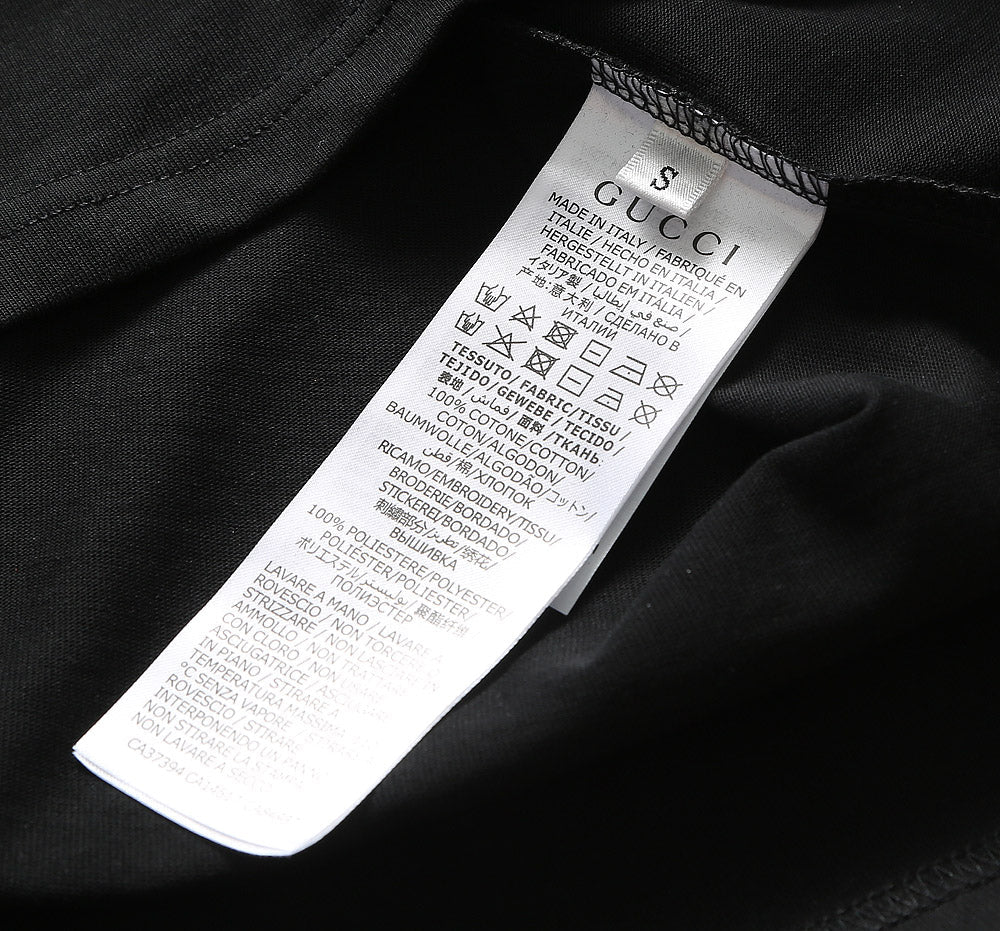 S
GUCCI
MADE IN ITALY / FABRIQUÉ EN
ITALIE / HECHO EN ITALIA /
HERGESTELLT IN ITALIEN /
FABRICADO EM ITÁLIA /
イタリア製 / صنع في إيطاليا /
产地:意大利 / СДЕЛАНО В
ИТАЛИИ
TESSUTO/ FABRIC/TISSU/
TEJIDO/GEWEBE/TECIDO/
表地/قماش/面料/ТКАНЬ:
100% COTONE/COTTON/
COTON/ALGODON/
BAUMWOLLE/ALGODÃO/コットン/
قطن/棉/ХЛОПОК
RICAMO/EMBROIDERY/TISSU/
BRODERIE/BORDADO/
STICKEREI/BORDADO/
刺繍部分/تطريز/绣花/
ВЫШИВКА
100% POLIESTERE/POLYESTER/
POLIESTER/POLYESTER/
ポリエステル/بوليستر/聚酯纤维/
ПОЛИЭСТЕР
LAVARE A MANO / LAVARE A
ROVESCIO / NON TORCERE
STRIZZARE / NON LASCIARE IN
AMMOLLO / NON TRATTARE
CON CLORO / NON
ASCIUGATRICE / ASCIUGARE
IN PIANO / STIRARE A
TEMPERATURA MASSIMA
°C SENZA VAPORE / STIRARE A
ROVESCIO / STIRARE
INTERPONENDO UN PANNO
NON LAVARE A SECCO
CA37394